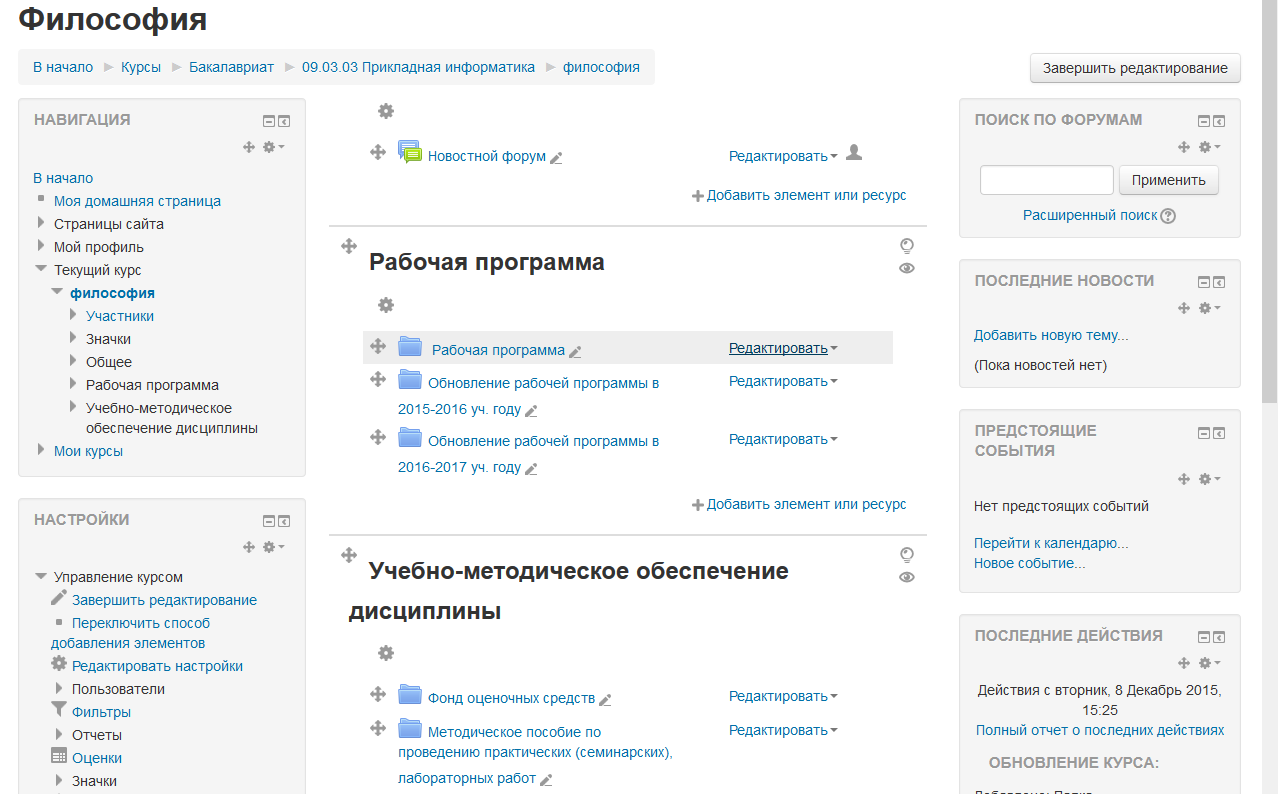 Философия
В начало
Курсы
Бакалавриат
09.03.03 Прикладная информатика
философия
Завершить редактирование
НАВИГАЦИЯ
В начало
Моя домашняя страница
Страницы сайта
Мой профиль
Текущий курс
философия
Участники
Значки
Общее
Рабочая программа
Учебно-методическое
обеспечение дисциплины
Мои курсы
НАСТРОЙКИ
Управление курсом
Завершить редактирование
Переключить способ
добавления элементов
Редактировать настройки
Пользователи
Фильтры
Отчеты
Оценки
Значки
Новостной форум
Редактировать
Добавить элемент или ресурс
Рабочая программа
Рабочая программа
Редактировать
Обновление рабочей программы в
2015-2016 уч. году
Редактировать
Обновление рабочей программы в
2016-2017 уч. году
Редактировать
Добавить элемент или ресурс
Учебно-методическое обеспечение
дисциплины
Фонд оценочных средств
Редактировать
Методическое пособие по
проведению практических (семинарских),
лабораторных работ
Редактировать
ПОИСК ПО ФОРУМАМ
Применить
Расширенный поиск
ПОСЛЕДНИЕ НОВОСТИ
Добавить новую тему...
(Пока новостей нет)
ПРЕДСТОЯЩИЕ
СОБЫТИЯ
Нет предстоящих событий
Перейти к календарю...
Новое событие...
ПОСЛЕДНИЕ ДЕЙСТВИЯ
Действия с вторник, 8 Декабрь 2015,
15:25
Полный отчет о последних действиях
ОБНОВЛЕНИЕ КУРСА:
Добавлено: Папка